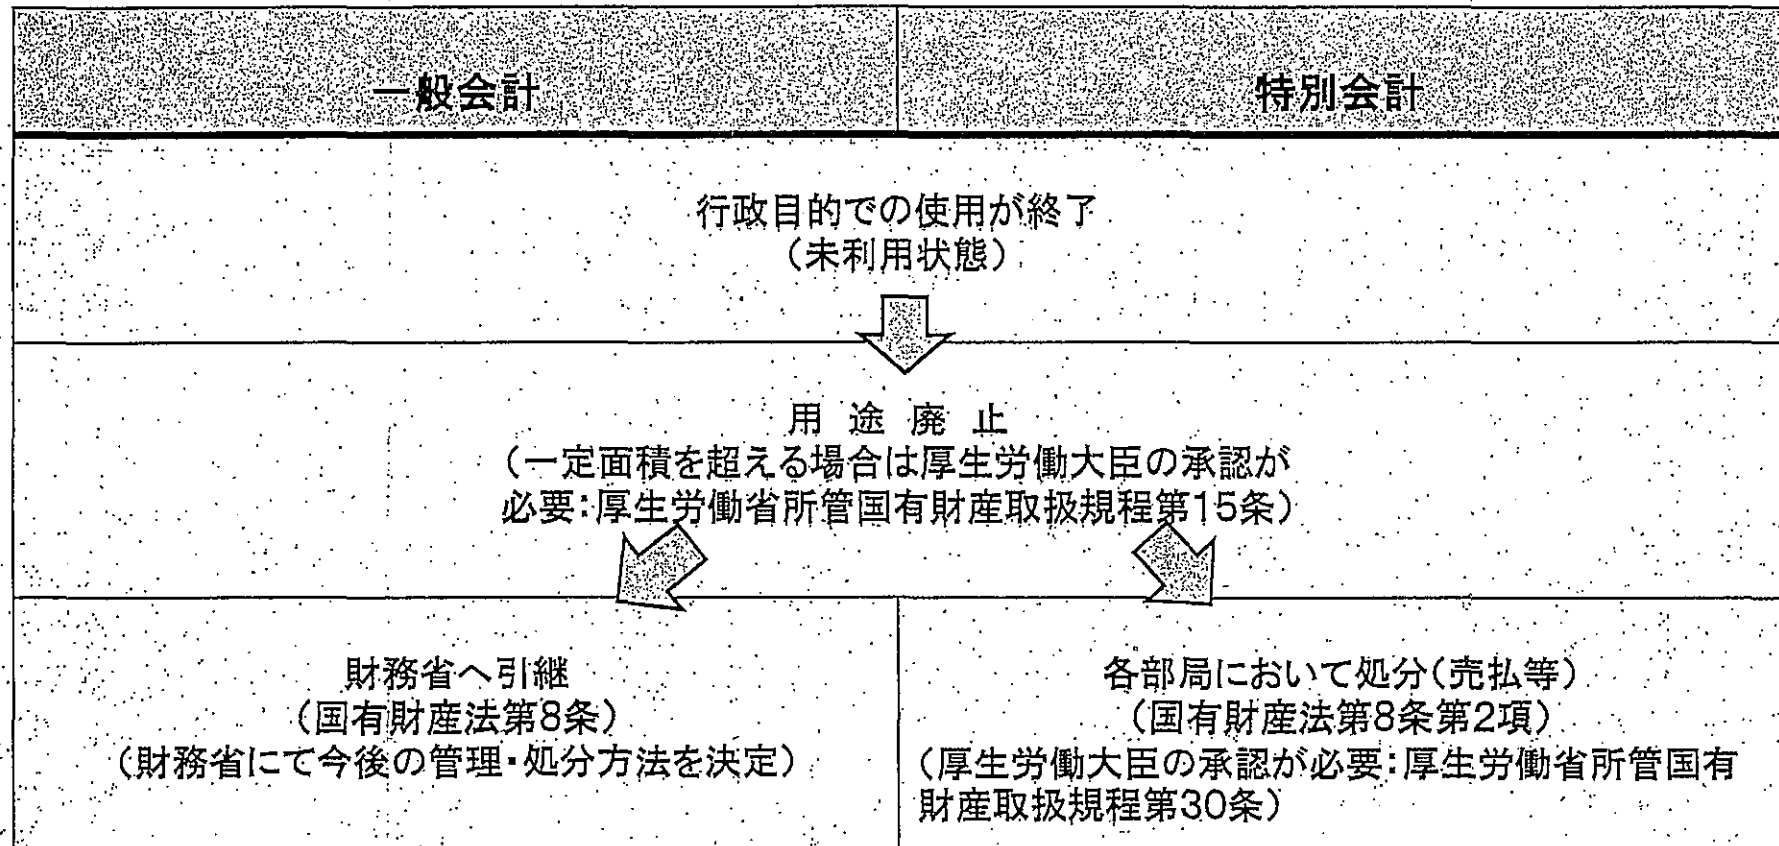 一般会計
特別会計
行政目的での使用が終了
（未利用状態）
用 途 廃 止
（一定面積を超える場合は厚生労働大臣の承認が
必要：厚生労働省所管国有財産取扱規程第15条）
財務省へ引継
（国有財産法第8条）
（財務省にて今後の管理・処分方法を決定）
各部局において処分（売払等）
（国有財産法第8条第2項）
（厚生労働大臣の承認が必要：厚生労働省所管国有
財産取扱規程第30条）